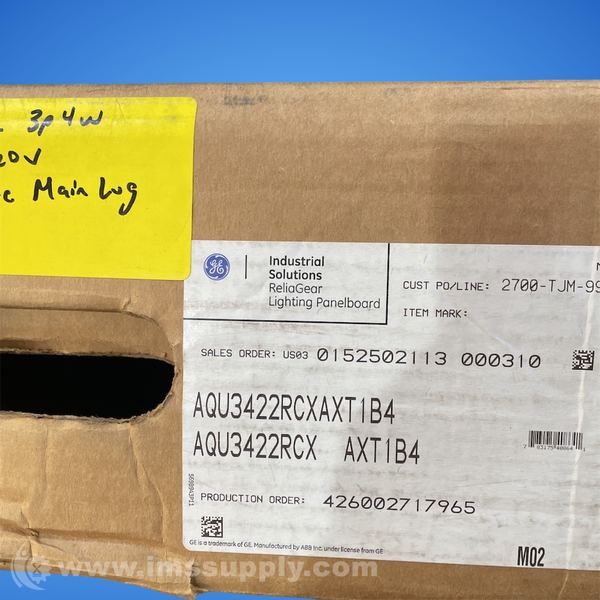 3p 4w
Main Lug
GE
Industrial
Solutions
ReliaGear
Lighting Panelboard
CUST PO/LINE: 2700-TJM-99
ITEM MARK:
SALES ORDER: US03 0152502113 000310
AQU3422RCXAXT1B4
AQU3422RCX AXT1B4
PRODUCTION ORDER: 426002717965
GE is a trademark of GE. Manufactured by ABB Inc. under license from GE
M02
www.imssupply.com